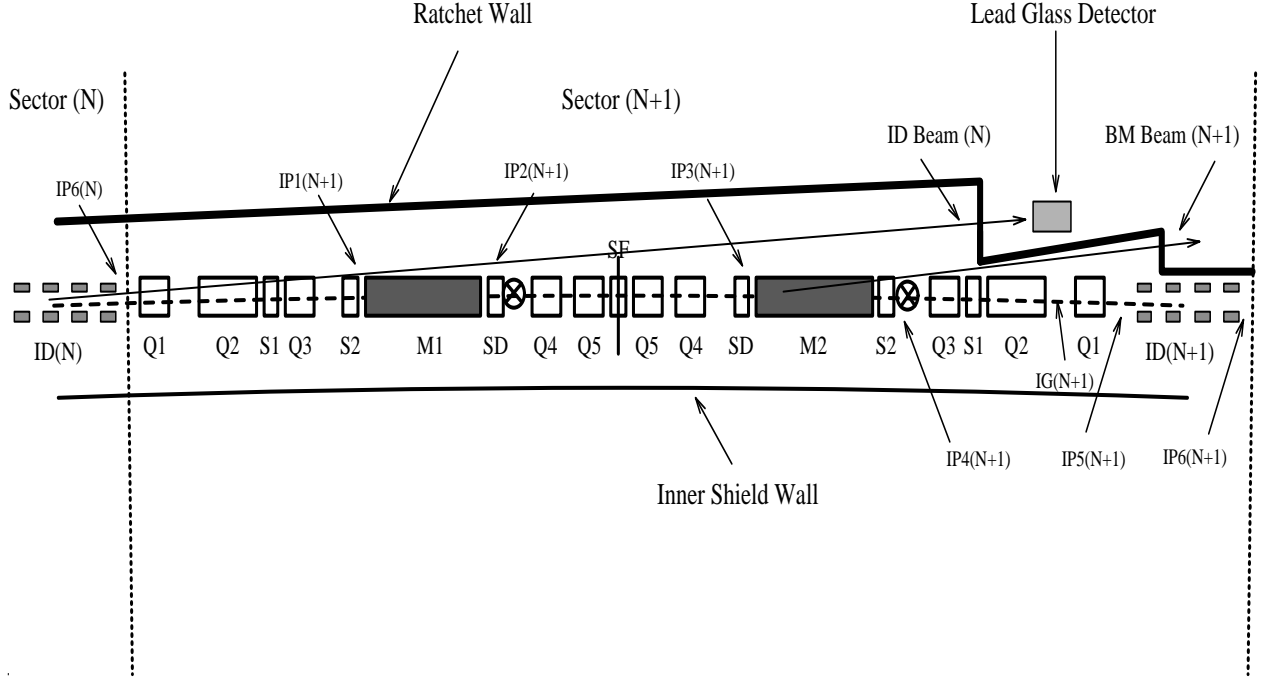 Ratchet Wall
Lead Glass Detector
Sector (N)
Sector (N+1)
ID Beam (N)
BM Beam (N+1)
IP6(N)
IP1(N+1)
IP2(N+1)
IP3(N+1)
SF
ID(N)
Q1
Q2
S1
Q3
S2
M1
SD
Q4
Q5
Q5
Q4
SD
M2
S2
Q3
S1
Q2
Q1
ID(N+1)
IG(N+1)
IP4(N+1)
IP5(N+1)
IP6(N+1)
Inner Shield Wall